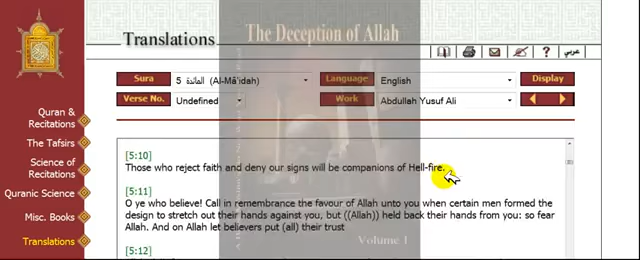 Translations
The Deception of Allah
عربي
Sura
5 المائدة (Al-Mâ'idah)
Language
English
Display
Verse No.
Undefined
Work
Abdullah Yusuf Ali
Quran &
Recitations
The Tafsirs
Science of
Recitations
Quranic Science
Misc. Books
Translations
[5:10]
Those who reject faith and deny our signs will be companions of Hell-fire.
[5:11]
O ye who believe! Call in remembrance the favour of Allah unto you when certain men formed the
design to stretch out their hands against you, but ((Allah)) held back their hands from you: so fear
Allah. And on Allah let believers put (all) their trust
Volume 1
[5:12]